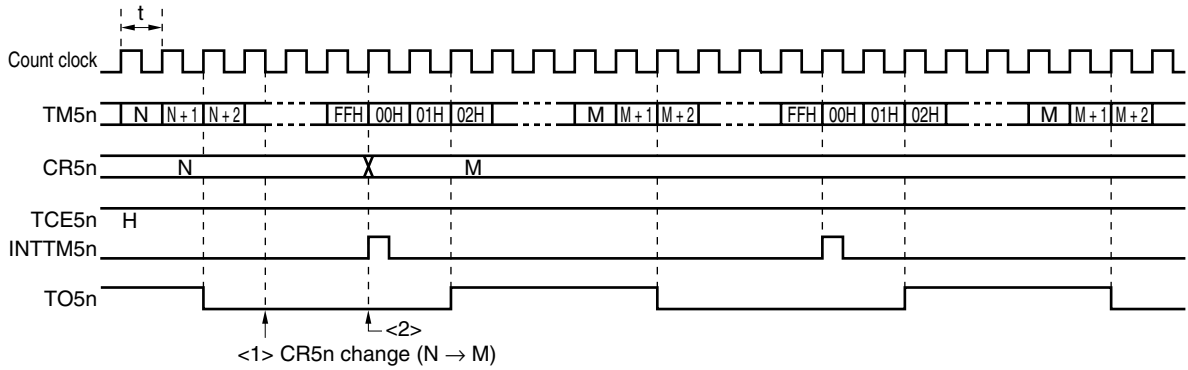 t
Count clock
TM5n N N + 1 N + 2 FFH 00H 01H 02H M M + 1 M + 2 FFH 00H 01H 02H M M + 1 M + 2
CR5n N M
TCE5n H
INTTM5n
TO5n
<2>
<1> CR5n change (N → M)